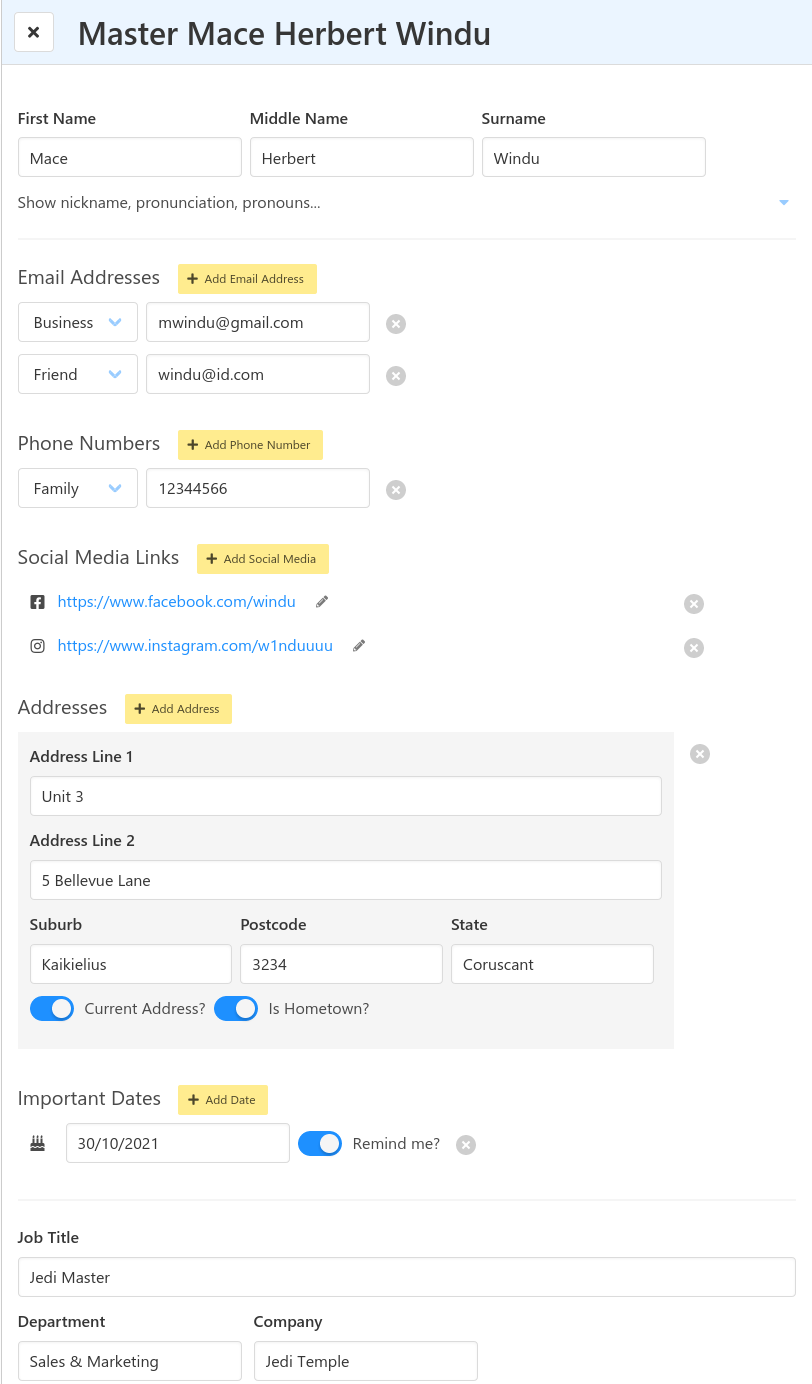 Master Mace Herbert Windu
First Name Middle Name Surname
Mace Herbert Windu
Show nickname, pronunciation, pronouns...
Email Addresses Add Email Address
Business mwindu@gmail.com
Friend windu@id.com
Phone Numbers Add Phone Number
Family 12344566
Social Media Links Add Social Media
https://www.facebook.com/windu
https://www.instagram.com/w1nduuuu
Addresses Add Address
Address Line 1
Unit 3
Address Line 2
5 Bellevue Lane
Suburb Postcode State
Kaikielius 3234 Coruscant
Current Address? Is Hometown?
Important Dates Add Date
30/10/2021 Remind me?
Job Title
Jedi Master
Department Company
Sales & Marketing Jedi Temple